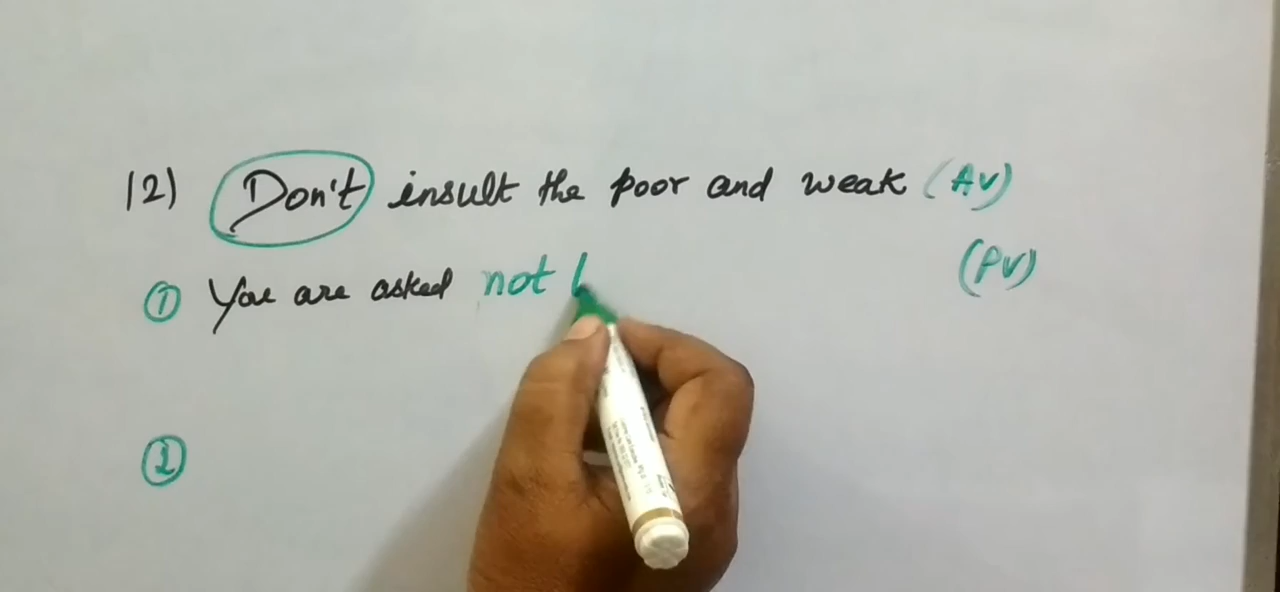 12) Don't insult the poor and weak (AV)
(PV)
① You are asked not
②